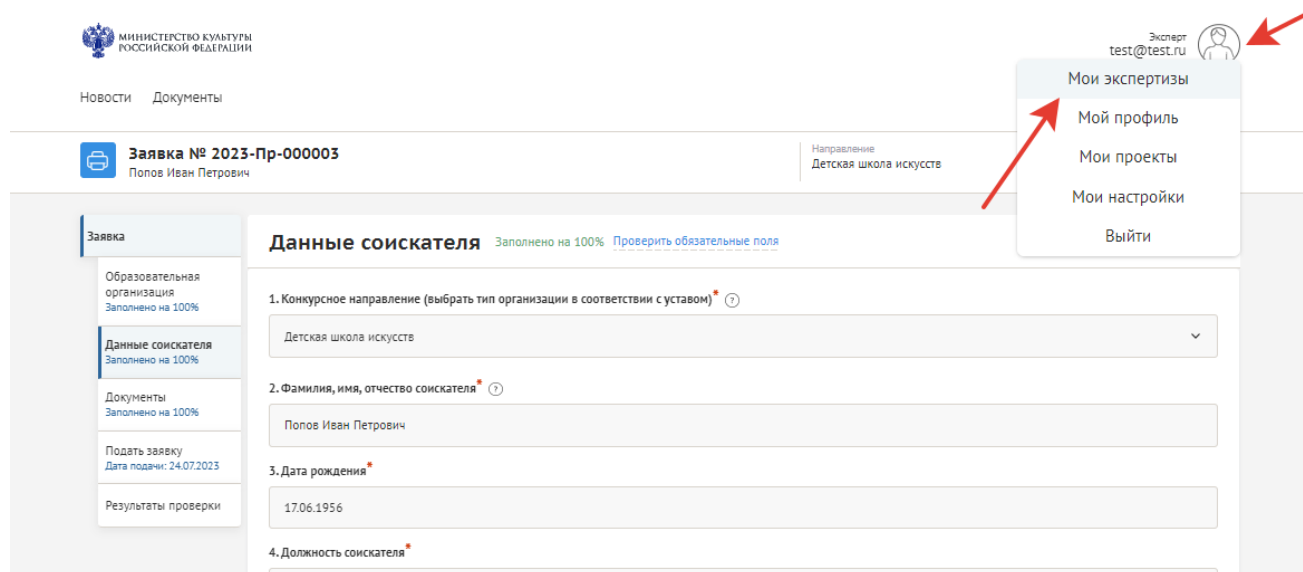 МИНИСТЕРСТВО КУЛЬТУРЫ
РОССИЙСКОЙ ФЕДЕРАЦИИ
Эксперт
test@test.ru
Мои экспертизы
Мой профиль
Мои проекты
Мои настройки
Выйти
Новости Документы
Заявка № 2023-Пр-000003
Попов Иван Петрович
Направление
Детская школа искусств
Заявка
Образовательная
организация
Заполнено на 100%
Данные соискателя
Заполнено на 100%
Документы
Заполнено на 100%
Подать заявку
Дата подачи: 24.07.2023
Результаты проверки
Данные соискателя Заполнено на 100% Проверить обязательные поля
1. Конкурсное направление (выбрать тип организации в соответствии с уставом)* ?
Детская школа искусств
2. Фамилия, имя, отчество соискателя* ?
Попов Иван Петрович
3. Дата рождения*
17.06.1956
4. Должность соискателя*